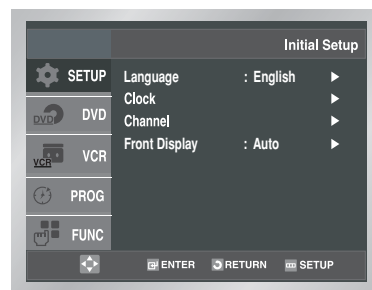 Initial Setup
SETUP
Language : English ►
Clock ►
Channel ►
Front Display : Auto ►
DVD DVD
VCR VCR
PROG
FUNC
ENTER RETURN SETUP